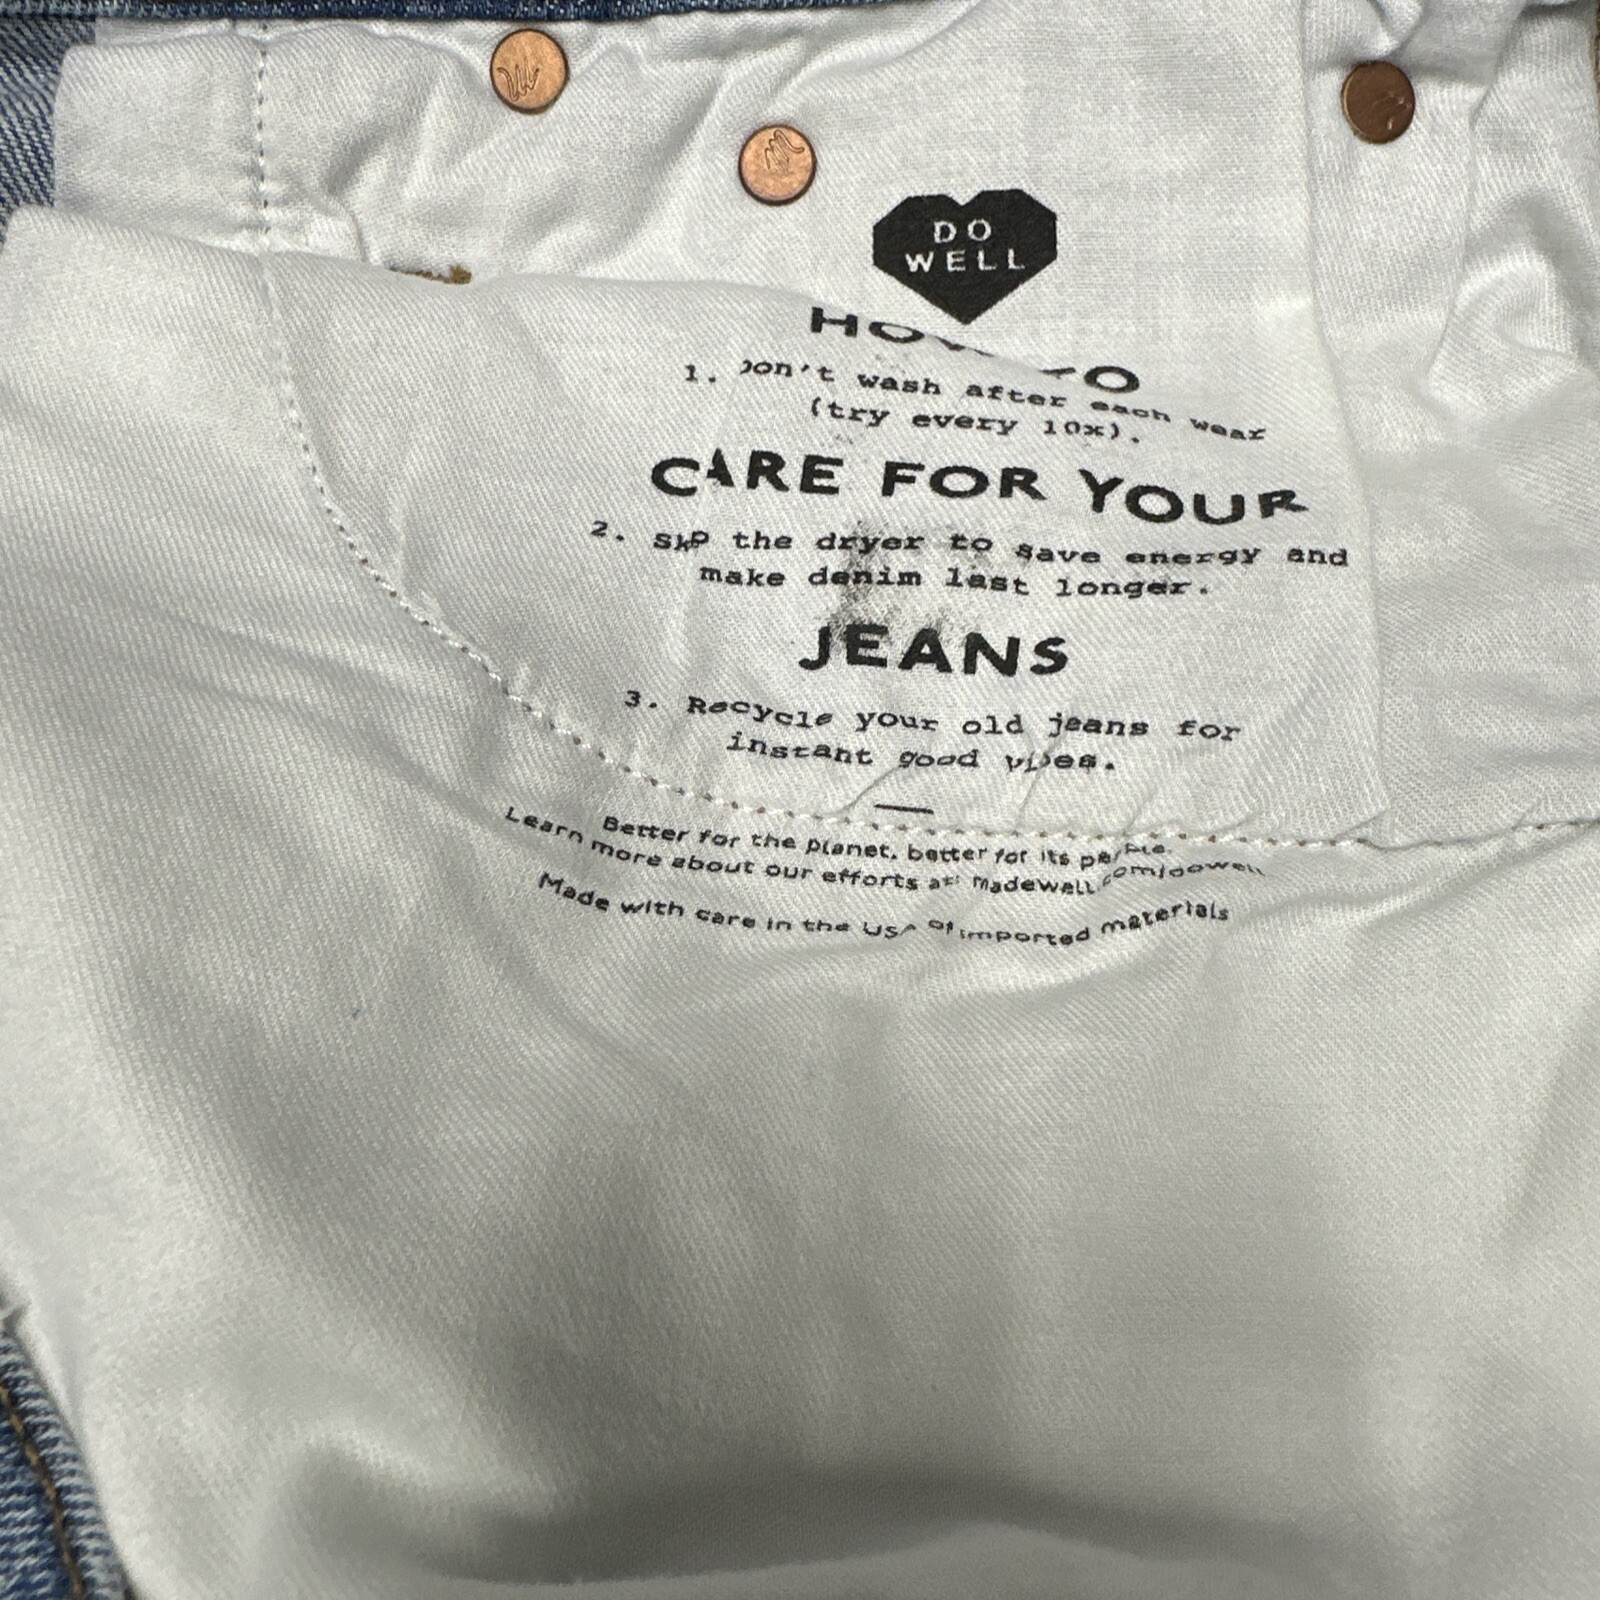 DO
WELL
HOW TO
1. Don't wash after each wear
(try every 10x).
CARE FOR YOUR
2. Skip the dryer to save energy and
make denim last longer.
JEANS
3. Recycle your old jeans for
instant good vibes.
—
Better for the planet, better for its people.
Learn more about our efforts at Madewell.com/dowell
Made with care in the USA of imported materials